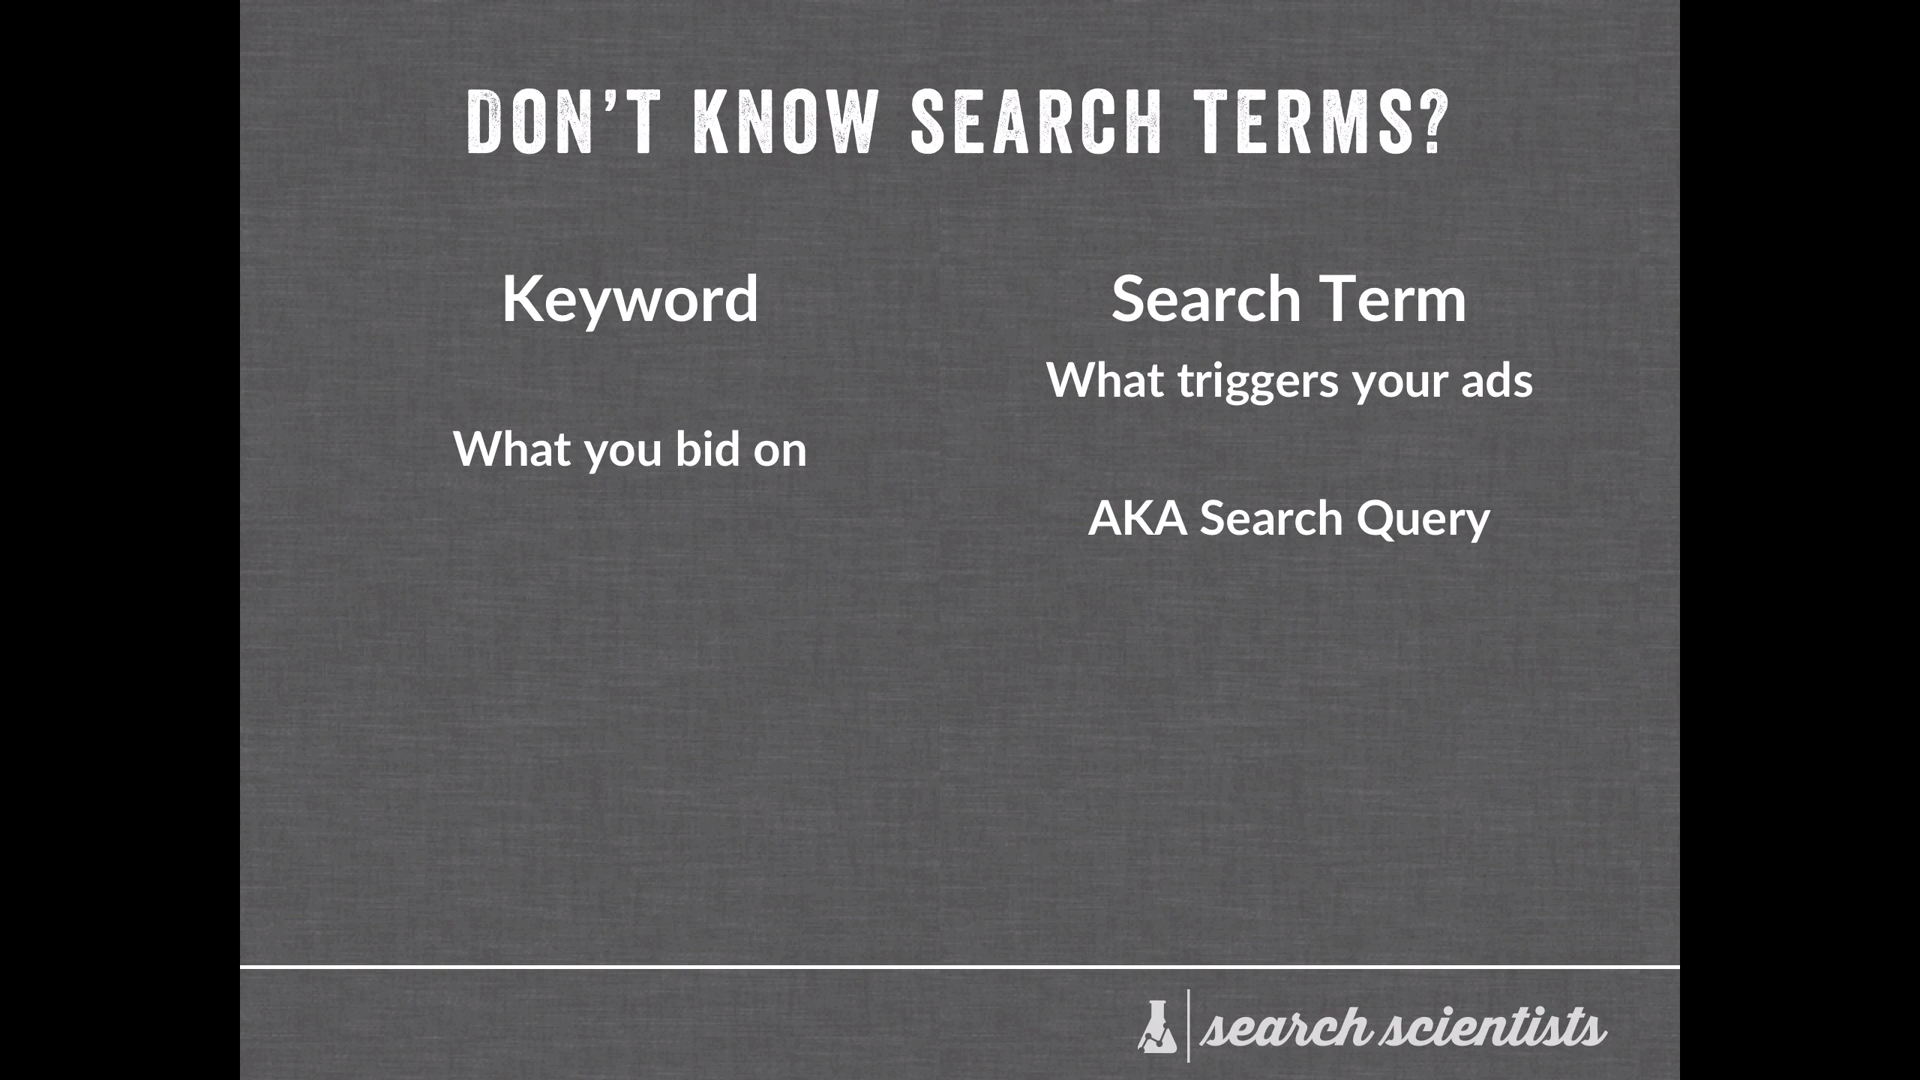 DON'T KNOW SEARCH TERMS?
Keyword
What you bid on
Search Term
What triggers your ads
AKA Search Query
search scientists